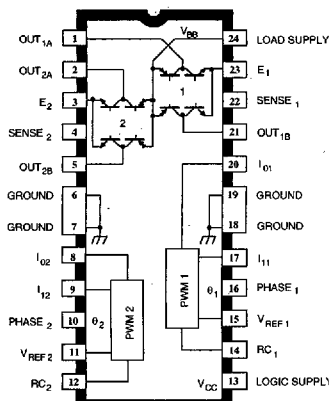 OUT1A 1 VBB 24 LOAD SUPPLY
OUT2A 2 23 E1
E2 3 1 22 SENSE1
SENSE2 4 2 21 OUT1B
OUT2B 5 20 I01
GROUND 6 19 GROUND
GROUND 7 18 GROUND
I02 8 17 I11
I12 9 θ2 PWM 2 PWM 1 θ1 16 PHASE1
PHASE2 10 15 VREF1
VREF2 11 14 RC1
RC2 12 VCC 13 LOGIC SUPPLY